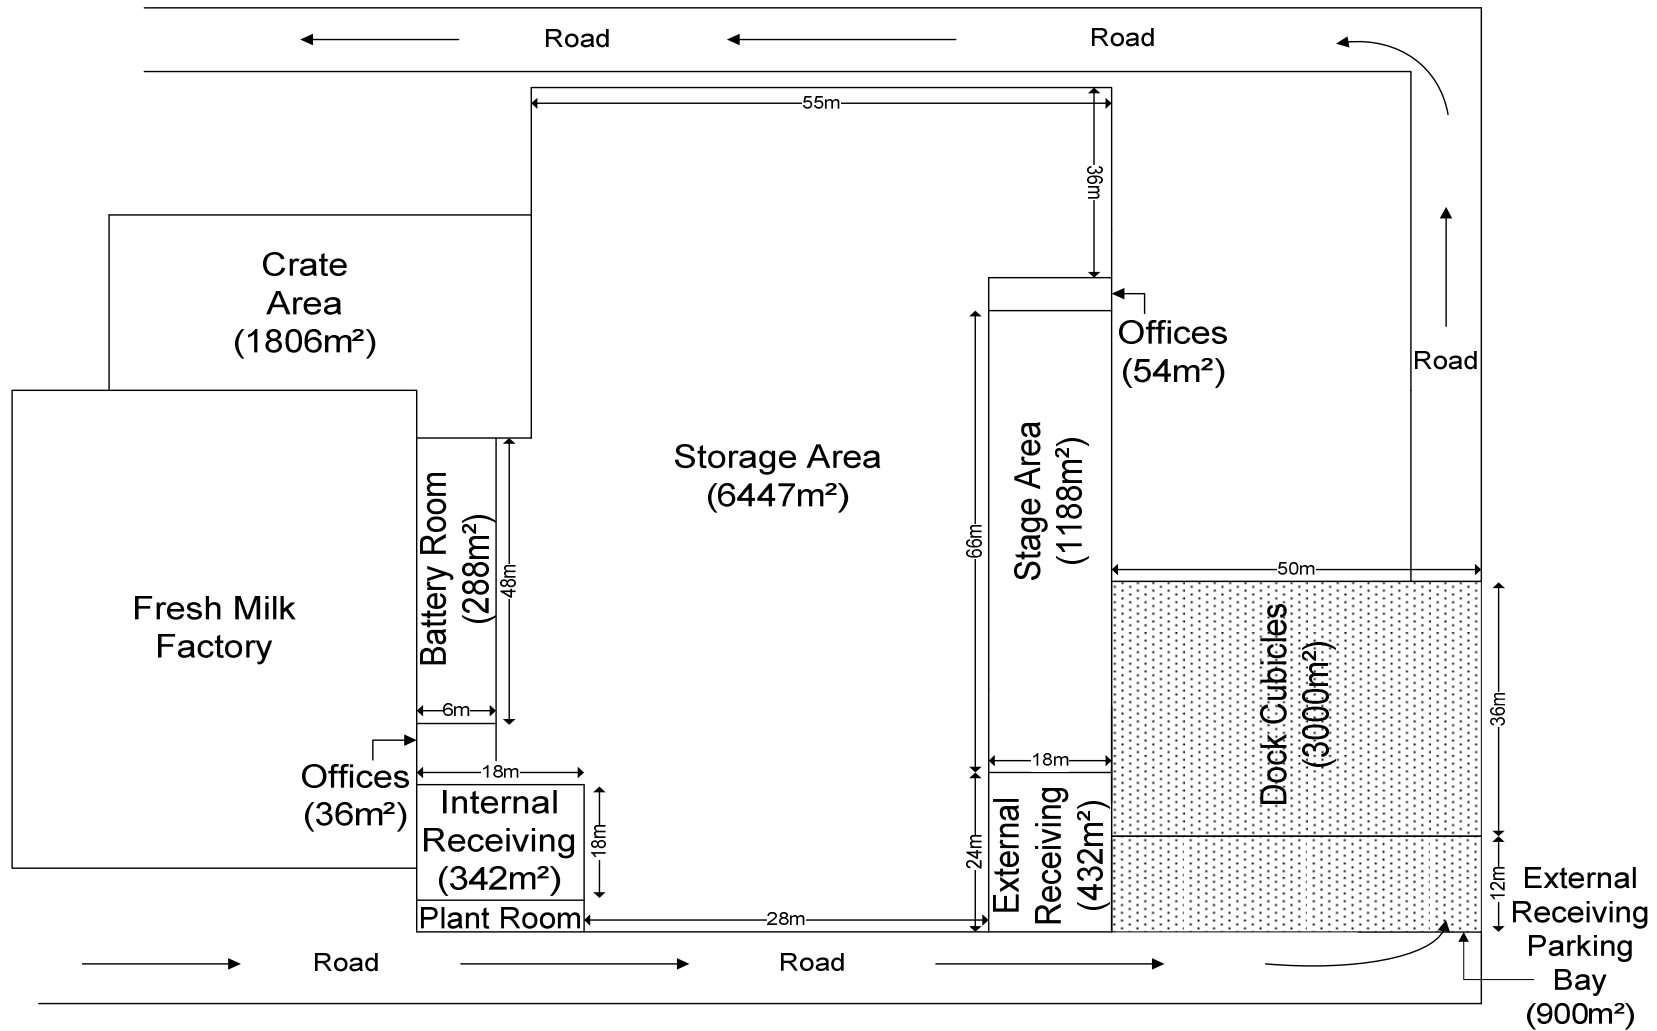 Road
Road
55m
36m
Crate
Area
(1806m²)
Offices
(54m²)
Road
Storage Area
(6447m²)
Stage Area
(1188m²)
66m
Battery Room
(288m²)
48m
50m
Fresh Milk
Factory
Dock Cubicles
(3000m²)
36m
6m
18m
18m
Offices
(36m²)
Internal
Receiving
(342m²)
18m
24m
External
Receiving
(432m²)
12m
Plant Room
28m
External
Receiving
Parking
Bay
(900m²)
Road
Road